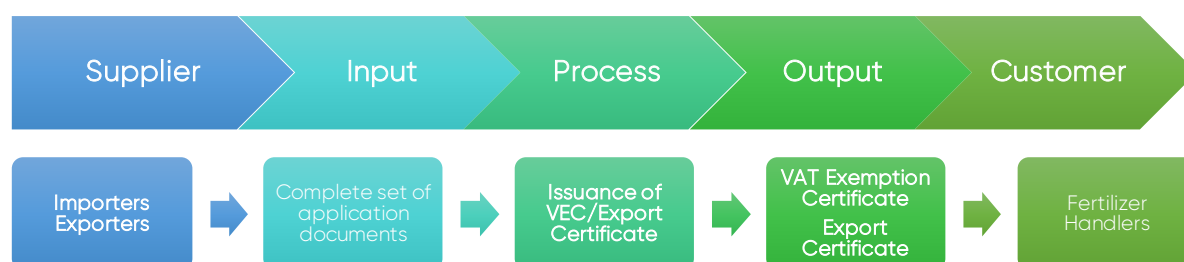 Supplier
Input
Process
Output
Customer
Importers
Exporters
Complete set of
application
documents
Issuance of
VEC/Export
Certificate
VAT Exemption
Certificate
Export
Certificate
Fertilizer
Handlers